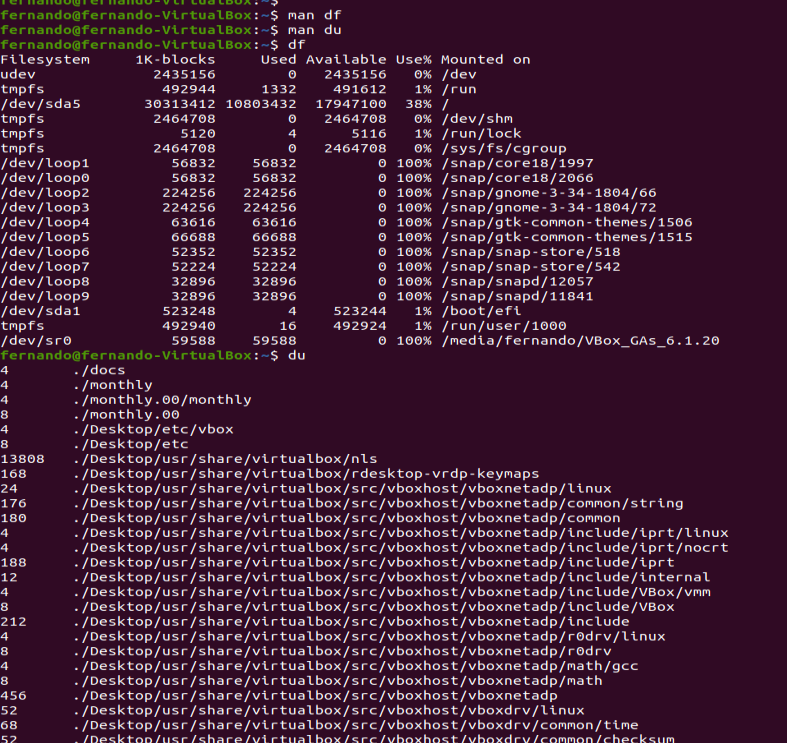 fernando@fernando-VirtualBox:~$
fernando@fernando-VirtualBox:~$ man df
fernando@fernando-VirtualBox:~$ man du
fernando@fernando-VirtualBox:~$ df
Filesystem     1K-blocks     Used Available Use% Mounted on
udev             2435156        0   2435156   0% /dev
tmpfs             492944     1332    491612   1% /run
/dev/sda5       30313412 10803432  17947100  38% /
tmpfs            2464708        0   2464708   0% /dev/shm
tmpfs               5120        4      5116   1% /run/lock
tmpfs            2464708        0   2464708   0% /sys/fs/cgroup
/dev/loop1         56832    56832         0 100% /snap/core18/1997
/dev/loop0         56832    56832         0 100% /snap/core18/2066
/dev/loop2        224256   224256         0 100% /snap/gnome-3-34-1804/66
/dev/loop3        224256   224256         0 100% /snap/gnome-3-34-1804/72
/dev/loop4         63616    63616         0 100% /snap/gtk-common-themes/1506
/dev/loop5         66688    66688         0 100% /snap/gtk-common-themes/1515
/dev/loop6         52352    52352         0 100% /snap/snap-store/518
/dev/loop7         52224    52224         0 100% /snap/snap-store/542
/dev/loop8         32896    32896         0 100% /snap/snapd/12057
/dev/loop9         32896    32896         0 100% /snap/snapd/11841
/dev/sda1         523248        4    523244   1% /boot/efi
tmpfs             492940       16    492924   1% /run/user/1000
/dev/sr0           59588    59588         0 100% /media/fernando/VBox_GAs_6.1.20
fernando@fernando-VirtualBox:~$ du
4       ./docs
4       ./monthly
4       ./monthly.00/monthly
8       ./monthly.00
4       ./Desktop/etc/vbox
8       ./Desktop/etc
13808   ./Desktop/usr/share/virtualbox/nls
168     ./Desktop/usr/share/virtualbox/rdesktop-vrdp-keymaps
24      ./Desktop/usr/share/virtualbox/src/vboxhost/vboxnetadp/linux
176     ./Desktop/usr/share/virtualbox/src/vboxhost/vboxnetadp/common/string
180     ./Desktop/usr/share/virtualbox/src/vboxhost/vboxnetadp/common
4       ./Desktop/usr/share/virtualbox/src/vboxhost/vboxnetadp/include/iprt/linux
4       ./Desktop/usr/share/virtualbox/src/vboxhost/vboxnetadp/include/iprt/nocrt
188     ./Desktop/usr/share/virtualbox/src/vboxhost/vboxnetadp/include/iprt
12      ./Desktop/usr/share/virtualbox/src/vboxhost/vboxnetadp/include/internal
4       ./Desktop/usr/share/virtualbox/src/vboxhost/vboxnetadp/include/VBox/vmm
8       ./Desktop/usr/share/virtualbox/src/vboxhost/vboxnetadp/include/VBox
212     ./Desktop/usr/share/virtualbox/src/vboxhost/vboxnetadp/include
4       ./Desktop/usr/share/virtualbox/src/vboxhost/vboxnetadp/r0drv/linux
8       ./Desktop/usr/share/virtualbox/src/vboxhost/vboxnetadp/r0drv
4       ./Desktop/usr/share/virtualbox/src/vboxhost/vboxnetadp/math/gcc
8       ./Desktop/usr/share/virtualbox/src/vboxhost/vboxnetadp/math
456     ./Desktop/usr/share/virtualbox/src/vboxhost/vboxnetadp
52      ./Desktop/usr/share/virtualbox/src/vboxhost/vboxdrv/linux
68      ./Desktop/usr/share/virtualbox/src/vboxhost/vboxdrv/common/time
52      ./Desktop/usr/share/virtualbox/src/vboxhost/vboxdrv/common/checksum